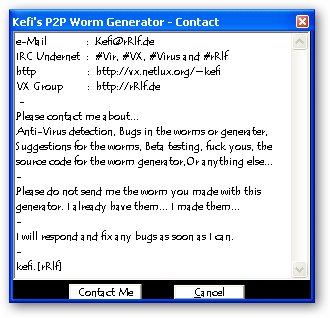 Kefi's P2P Worm Generator - Contact
e-Mail : Kefi@rRlf.de
IRC Undernet : #Vir, #VX, #Virus and #rRlf
http : http://vx.netlux.org/~kefi
VX Group : http://rRlf.de
-
Please contact me about...
Anti-Virus detection, Bugs in the worms or generater,
Suggestions for the worms, Beta testing, fuck yous, the
source code for the worm generator,Or anything else...
-
Please do not send me the worm you made with this
generator. I already have them... I made them...
-
I will respond and fix any bugs as soon as I can.
-
kefi.[rRlf]
Contact Me Cancel